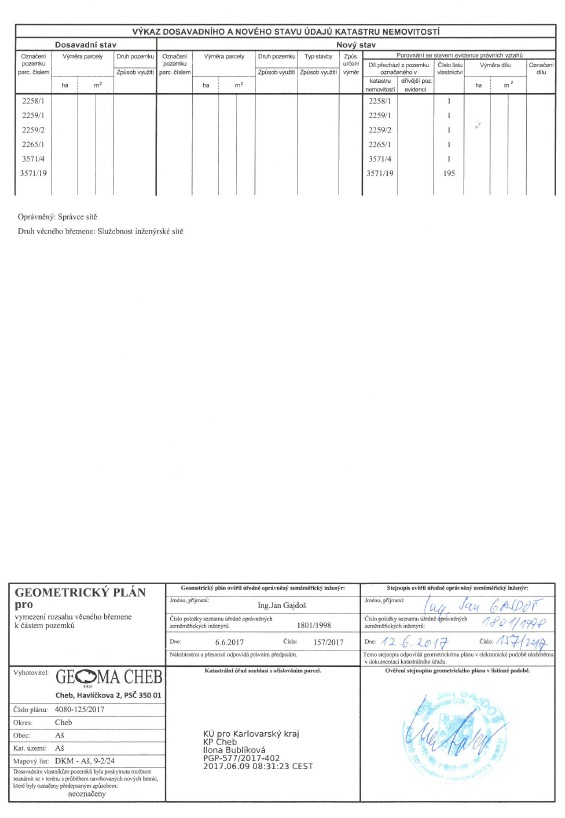 VÝKAZ DOSAVADNÍHO A NOVÉHO STAVU ÚDAJŮ KATASTRU NEMOVITOSTÍ
Dosavadní stav
Nový stav
Označení pozemku parc. číslem
Výměra parcely
ha
m²
Druh pozemku
Způsob využití
Označení pozemku parc. číslem
Výměra parcely
ha
m²
Druh pozemku
Způsob využití
Typ stavby
Způsob využití
Způs. určení výměr
Porovnání se stavem evidence právních vztahů
Díl přechází z pozemku označeného v
katastru nemovitostí
dřívější poz. evidenci
Číslo listu vlastnictví
Výměra dílu
ha
m²
Označení dílu
2258/1 2258/1 1
2259/1 2259/1 1
2259/2 2259/2 1
2265/1 2265/1 1
3571/4 3571/4 1
3571/19 3571/19 195
Oprávněný: Správce sítě
Druh věcného břemene: Služebnost inženýrské sítě
GEOMETRICKÝ PLÁN
pro
vymezení rozsahu věcného břemene
k částem pozemků
Geometrický plán ověřil úředně oprávněný zeměměřický inženýr:
Jméno, příjmení:
Ing.Jan Gajdoš
Číslo položky seznamu úředně oprávněných
zeměměřických inženýrů:
1801/1998
Dne: 6.6.2017 Číslo: 157/2017
Náležitostmi a přesností odpovídá právním předpisům.
Stejnopis ověřil úředně oprávněný zeměměřický inženýr:
Jméno, příjmení:
Ing. Jan GAJDOŠ
Číslo položky seznamu úředně oprávněných
zeměměřických inženýrů:
1801/1998
Dne: 12.6.2017 Číslo: 157/2017
Tento stejnopis odpovídá geometrickému plánu v elektronické podobě uloženému
v dokumentaci katastrálního úřadu.
Vyhotovitel:
GEOMA CHEB
s.r.o.
Cheb, Havlíčkova 2, PSČ 350 01
Číslo plánu: 4080-125/2017
Okres: Cheb
Obec: Aš
Kat. území: Aš
Mapový list: DKM - Aš, 9-2/24
Dosavadním vlastníkům pozemků byla poskytnuta možnost
seznámit se v terénu s průběhem navrhovaných nových hranic,
které byly označeny předepsaným způsobem:
neoznačeny
Katastrální úřad souhlasí s očíslováním parcel.
KÚ pro Karlovarský kraj
KP Cheb
Ilona Bublíková
PGP-577/2017-402
2017.06.09 08:31:23 CEST
Ověření stejnopisu geometrického plánu v listinné podobě.